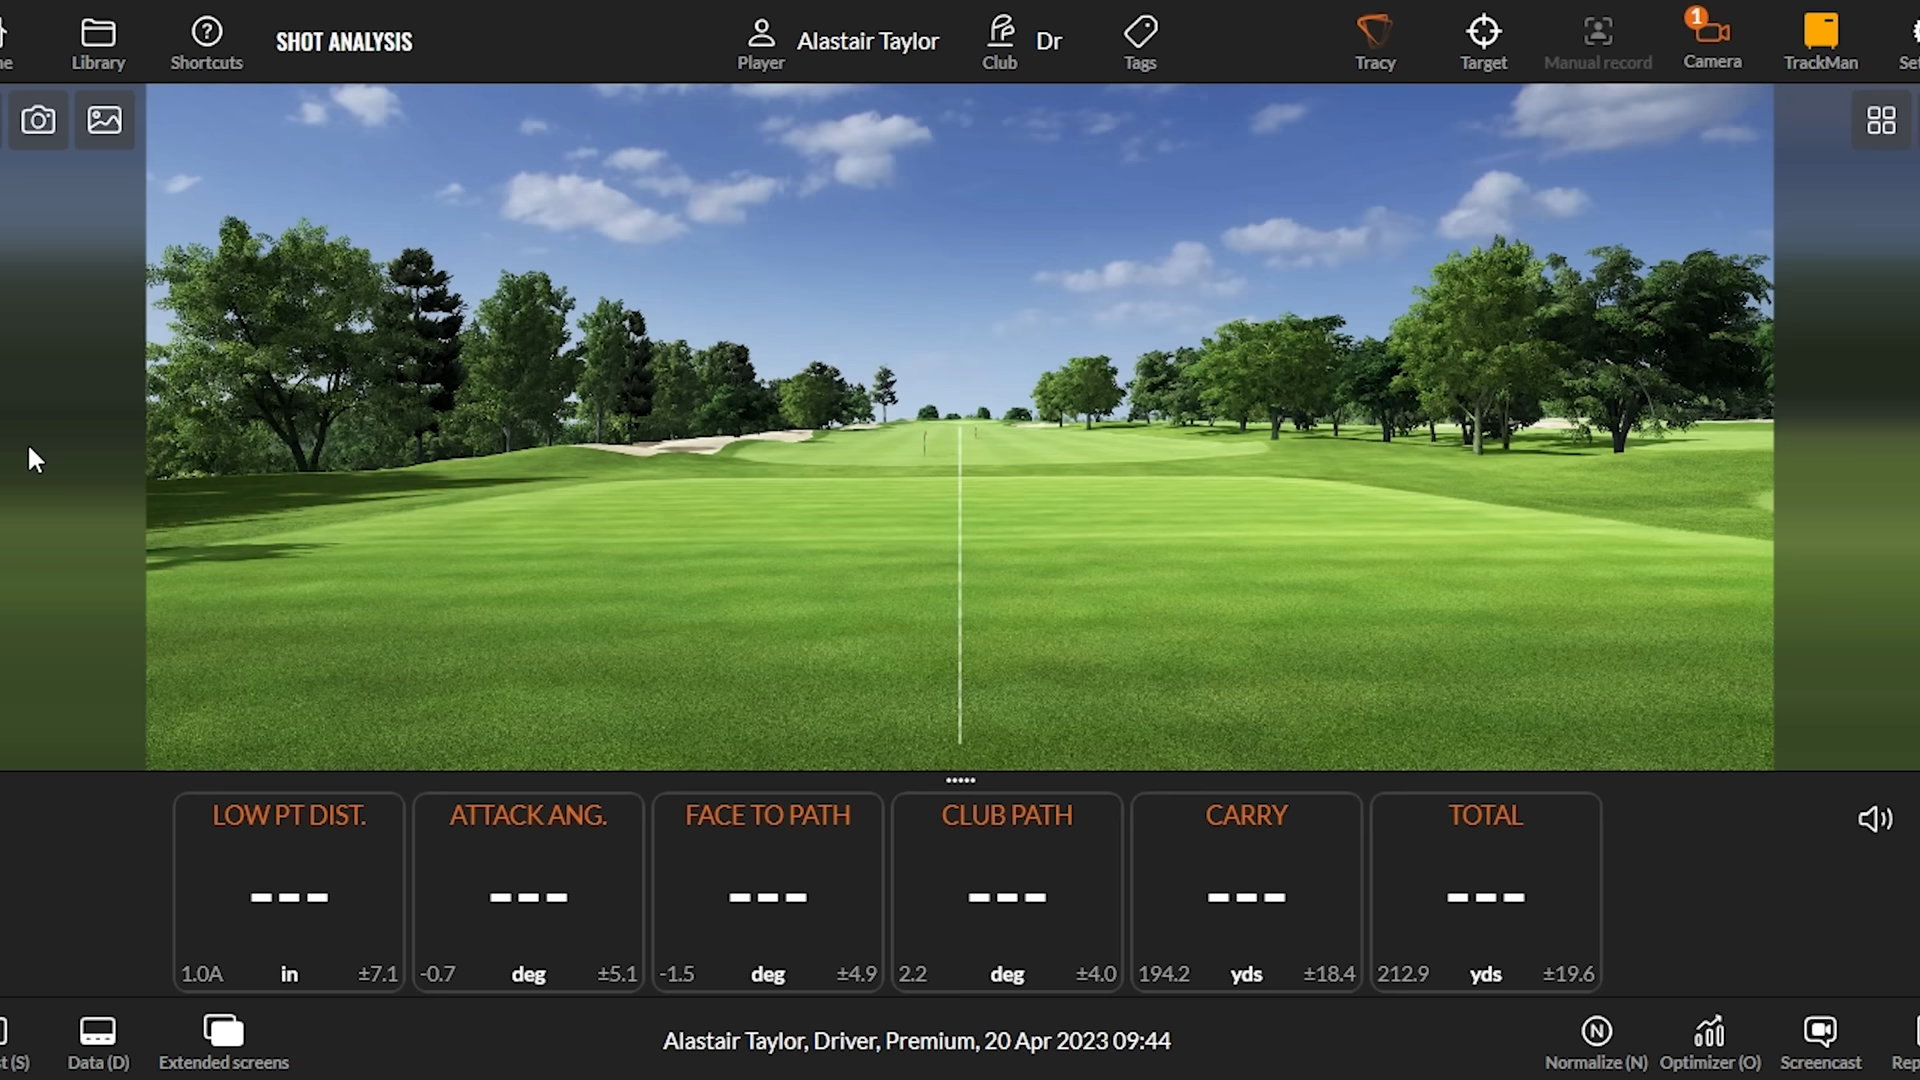 ne
Library
Shortcuts
SHOT ANALYSIS
Player
Alastair Taylor
Club
Dr
Tags
Tracy
Target
Manual record
1
Camera
TrackMan
Set
LOW PT DIST.
---
1.0A in ±7.1
ATTACK ANG.
---
-0.7 deg ±5.1
FACE TO PATH
---
-1.5 deg ±4.9
CLUB PATH
---
2.2 deg ±4.0
CARRY
---
194.2 yds ±18.4
TOTAL
---
212.9 yds ±19.6
t (S)
Data (D)
Extended screens
Alastair Taylor, Driver, Premium, 20 Apr 2023 09:44
N
Normalize (N)
Optimizer (O)
Screencast
Rep